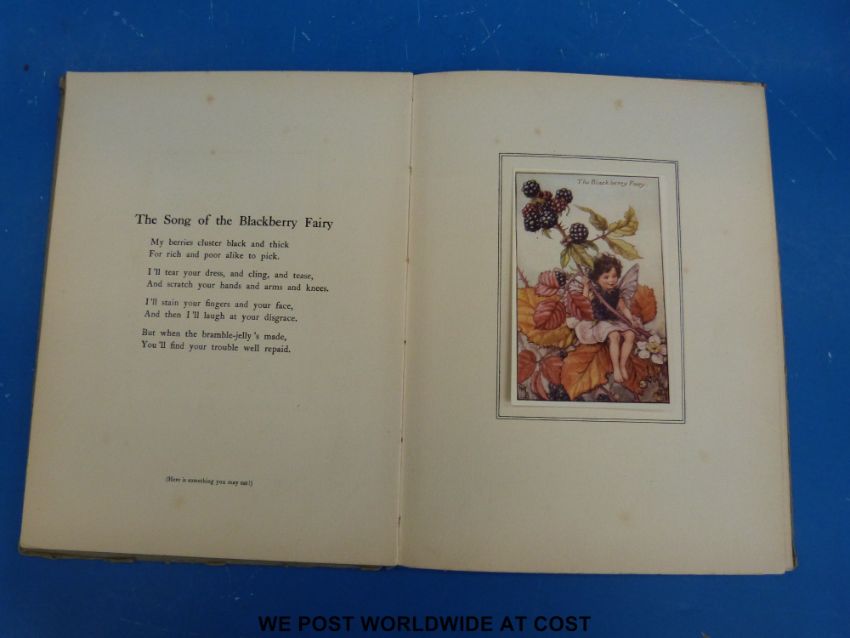 The Song of the Blackberry Fairy
My berries cluster black and thick
For rich and poor alike to pick.
I'll tear your dress, and cling, and tease,
And scratch your hands and arms and knees.
I'll stain your fingers and your face,
And then I'll laugh at your disgrace.
But when the bramble-jelly's made,
You'll find your trouble well repaid.
(Here is something you may eat!)
The Blackberry Fairy.
WE POST WORLDWIDE AT COST